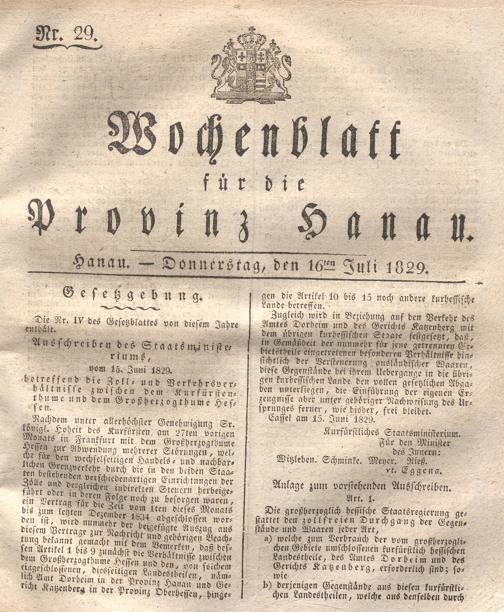 Nr. 29.
Wochenblatt
für die
Provinz Hanau.
Hanau. — Donnerstag, den 16ten Juli 1829.
Gesetzgebung.
Die Nr. IV des Gesetzblattes von diesem Jahre
enthält:
Ausschreiben des Staatsministe-
riums,
vom 15. Juni 1829.
betreffend die Zoll- und Verkehrsver-
hältnisse zwischen dem Kurfürsten-
thume und dem Großherzogthume Hes-
sen.
Nachdem unter allerhöchster Genehmigung Sr.
königl. Hoheit des Kurfürsten, am 27ten vorigen
Monats in Frankfurt mit dem Großherzogthume
Hessen zur Abwendung mehrerer Störungen, wel-
che für den wechselseitigen Handels- und nachbar-
lichen Grenzverkehr durch die in den beiden Staa-
ten bestehenden verschiedenartigen Einrichtungen der
Zölle und dergleichen indirekten Steuern herbeige-
führt oder in deren Folge noch zu besorgen waren,
ein Vertrag für die Zeit vom 1ten dieses Monats
bis zum letzten Dezember 1834 abgeschlossen wor-
den ist, wird nunmehr der beigefügte Auszug aus
diesem Vertrage zur Nachricht und gehörigen Beach-
tung bekannt gemacht mit dem Bemerken, daß des-
sen Artikel 1 bis 9 zunächst die Verhältnisse zwischen
dem Großherzogthume Hessen und den, von solchem
eingeschlossenen, diesseitigen Landestheilen, näm-
lich Amt Dorheim in der Provinz Hanau und Ge-
richt Katzenberg in der Provinz Oberhessen, hinge-
gen die Artikel 10 bis 15 noch andere kurhessische
Lande betreffen.
Zugleich wird in Beziehung auf den Verkehr des
Amtes Dorheim und des Gerichts Katzenberg mit
dem übrigen kurhessischen Staate festgesetzt, daß,
in Gemäßheit der nunmehr für jene getrennten Ge-
bietstheile eingetretenen besonderen Verhältnisse hin-
sichtlich der Versteuerung ausländischer Waaren,
diese Gegenstände bei ihrem Uebergange in die übri-
gen kurhessischen Lande den vollen gesetzlichen Abga-
ben unterliegen, die Einführung der eigenen Er-
zeugnisse aber unter gehöriger Nachweisung des Ur-
sprunges ferner, wie bisher, frei bleibet.
Cassel am 15. Juni 1829.
Kurfürstliches Staatsministerium.
Für den Minister
des Innern:
Witzleben. Schminke. Meyer. Rieß.
vt. Eggena.
Anlage zum vorstehenden Ausschreiben.
Art. 1.
Die großherzoglich hessische Staatsregierung ge-
stattet den zollfreien Durchgang der Gegen-
stände und Waaren jeder Art,
a) welche zum Verbrauch der vom großherzogli-
chen Gebiete umschlossenen kurfürstlich hessischen
Landestheile, des Amtes Dorheim und des
Gerichts Katzenberg, erforderlich sind; so-
wie
b) derjenigen Gegenstände aus diesen kurfürstli-
chen Landestheilen, welche aus denselben durch